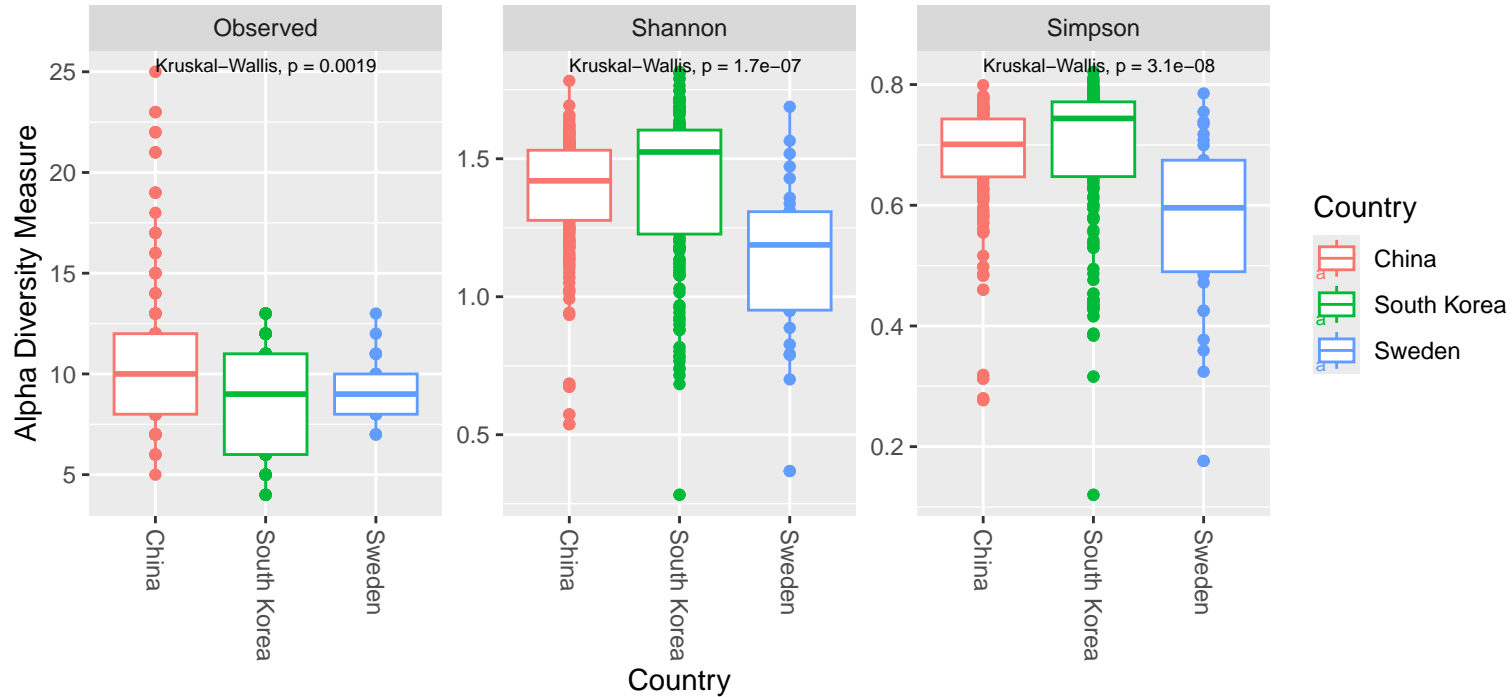 Observed
Shannon
Simpson
Kruskal−Wallis, p = 0.0019
Kruskal−Wallis, p = 1.7e−07
Kruskal−Wallis, p = 3.1e−08
Alpha Diversity Measure
25
20
15
10
5
1.5
1.0
0.5
0.8
0.6
0.4
0.2
China
South Korea
Sweden
China
South Korea
Sweden
China
South Korea
Sweden
Country
Country
a China
a South Korea
a Sweden